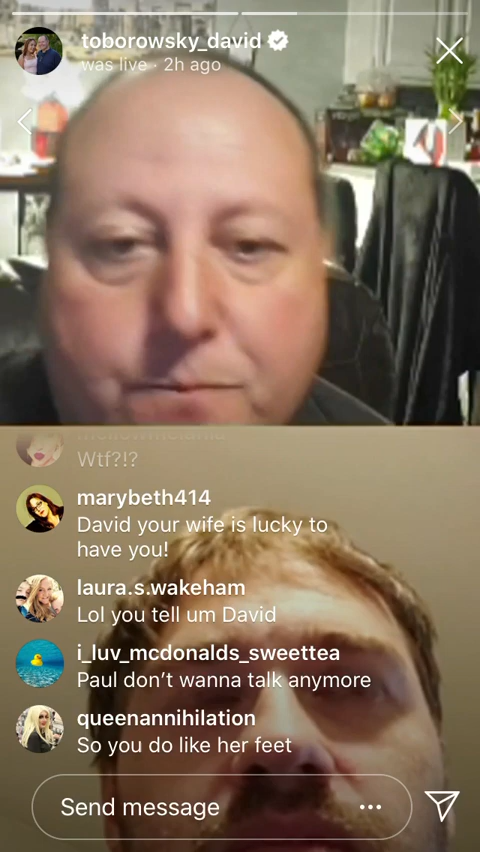 toborowsky_david
was live · 2h ago
Wtf?!?
marybeth414
David your wife is lucky to
have you!
laura.s.wakeham
Lol you tell um David
i_luv_mcdonalds_sweettea
Paul don’t wanna talk anymore
queenannihilation
So you do like her feet
Send message